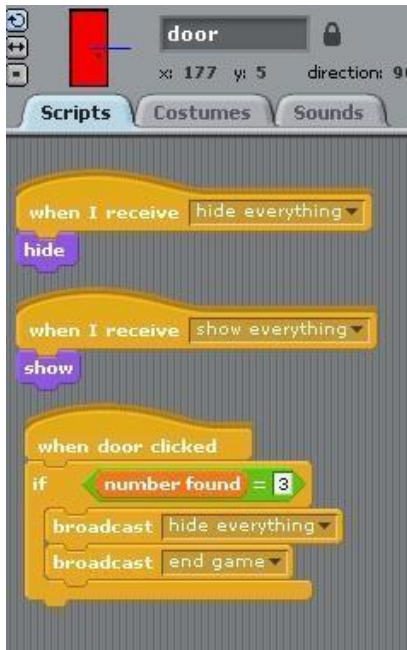 door
x: 177 y: 5 direction: 90
Scripts Costumes Sounds
when I receive hide everything
hide
when I receive show everything
show
when door clicked
if number found = 3
broadcast hide everything
broadcast end game